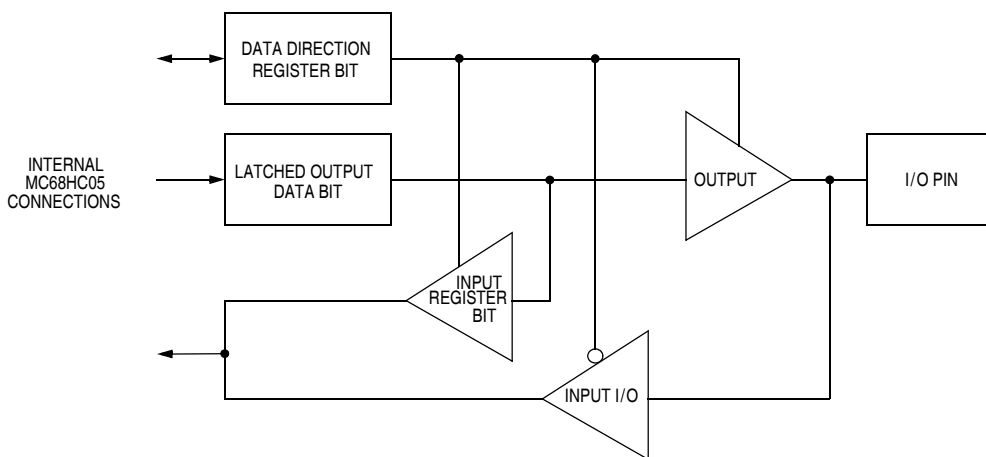 DATA DIRECTION
REGISTER BIT
INTERNAL
MC68HC05
CONNECTIONS
LATCHED OUTPUT
DATA BIT
OUTPUT
I/O PIN
INPUT
REGISTER
BIT
INPUT I/O